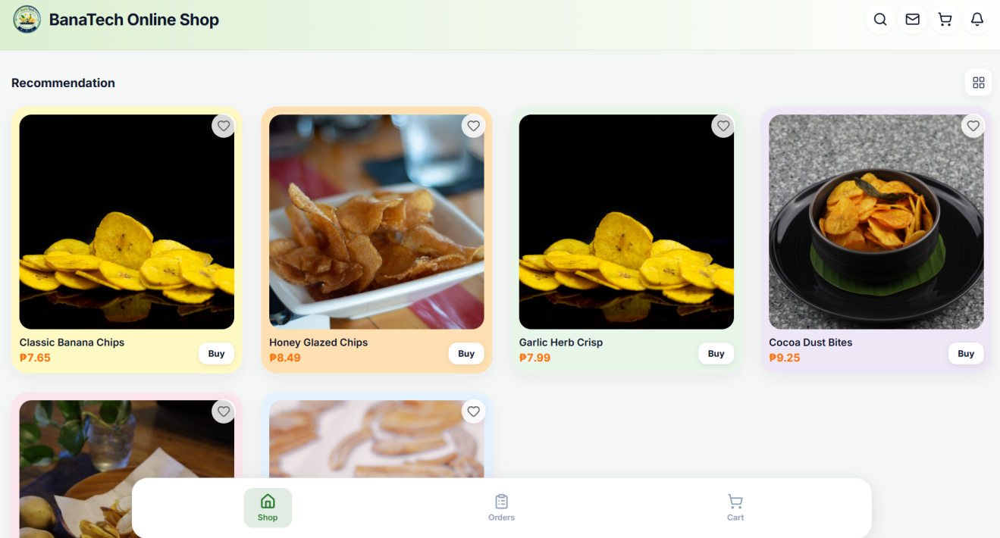 BanaTech Online Shop
Recommendation
Classic Banana Chips
₱7.65
Buy
Honey Glazed Chips
₱8.49
Buy
Garlic Herb Crisp
₱7.99
Buy
Cocoa Dust Bites
₱9.25
Buy
Shop
Orders
Cart